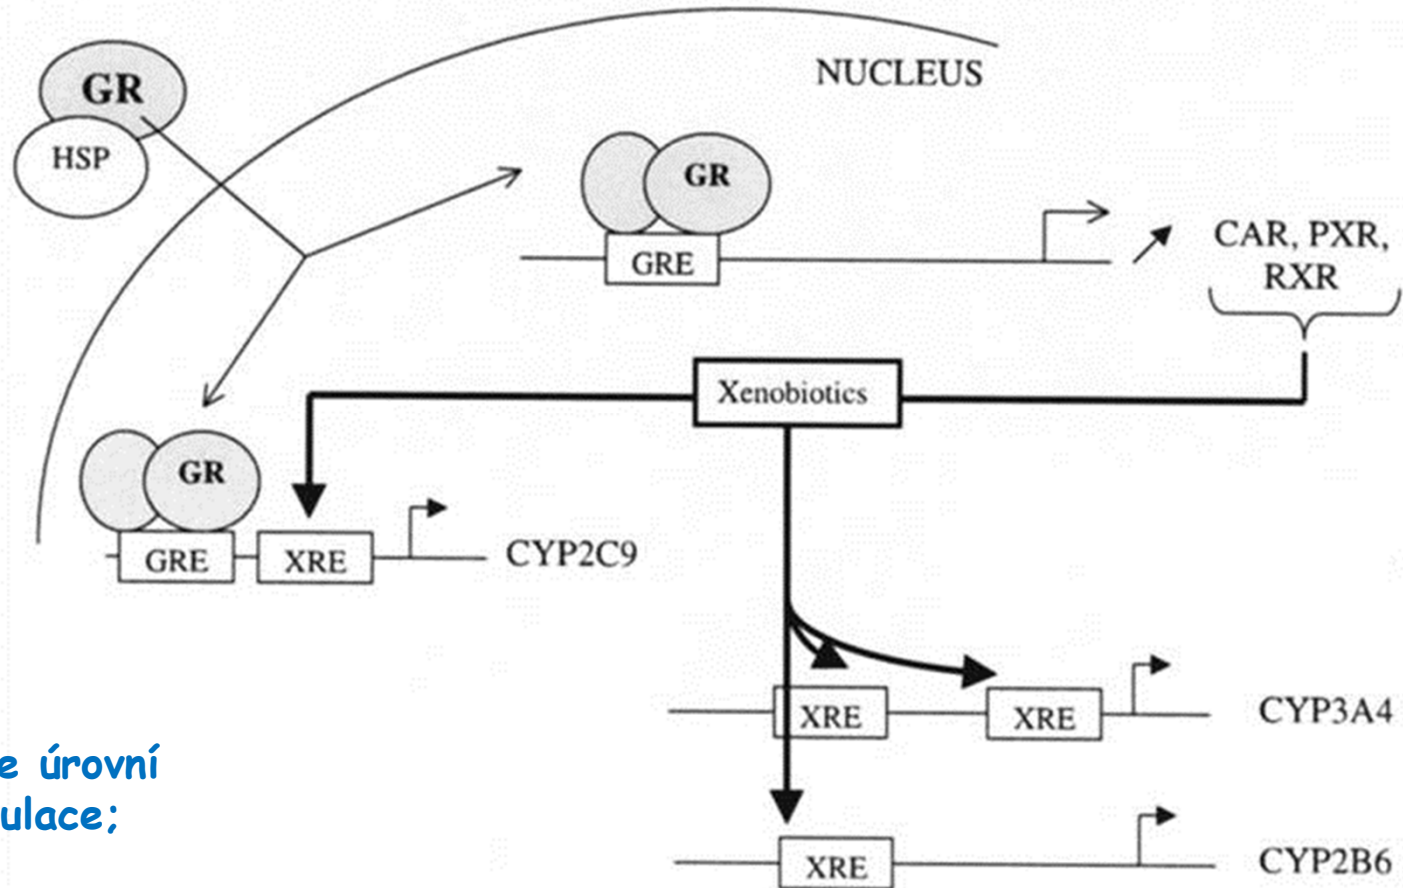 NUCLEUS
GR
HSP
GR
GRE
CAR, PXR,
RXR
Xenobiotics
GR
GRE
XRE
CYP2C9
XRE
XRE
CYP3A4
e úrovní
ulace;
XRE
CYP2B6